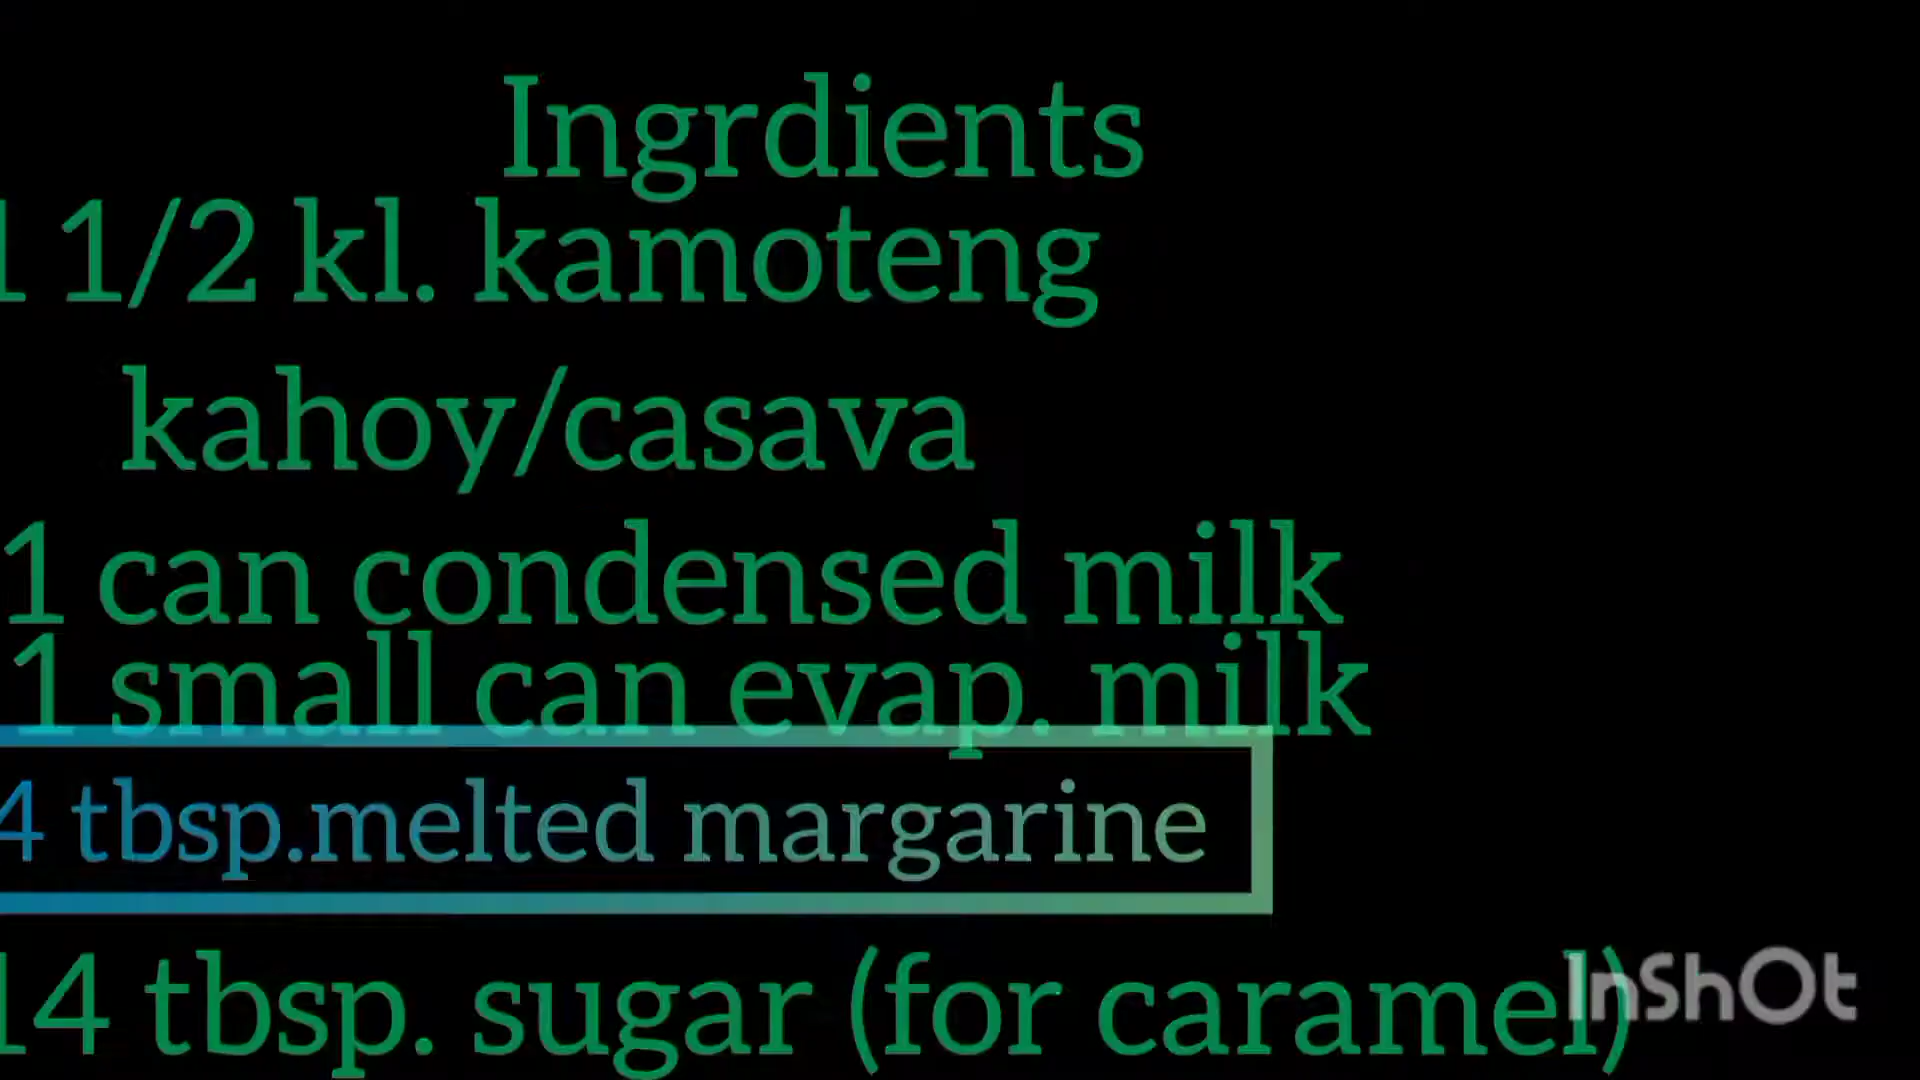 Ingrdients
1 1/2 kl. kamoteng
kahoy/casava
1 can condensed milk
1 small can evap. milk
4 tbsp.melted margarine
14 tbsp. sugar (for caramel)
InShOt